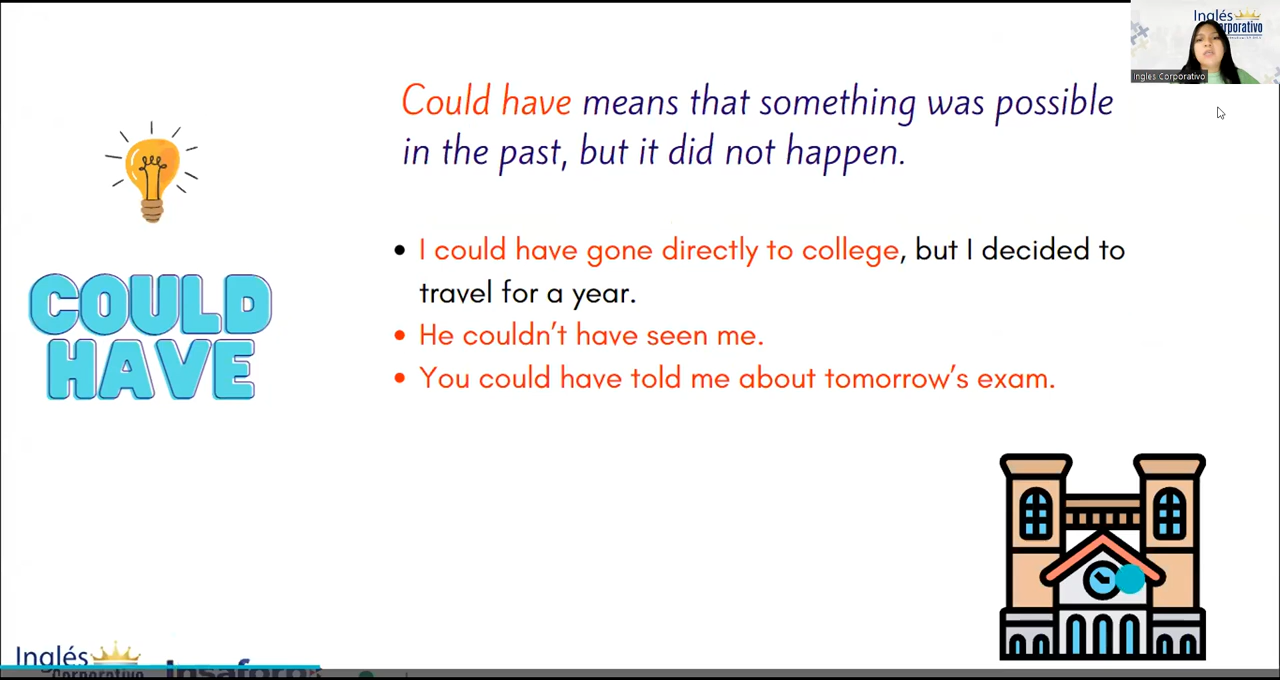 Inglés
Corporativo
Ingles Corporativo
Could have means that something was possible
in the past, but it did not happen.
COULD
HAVE
• I could have gone directly to college, but I decided to
travel for a year.
• He couldn't have seen me.
• You could have told me about tomorrow's exam.
Inglés
Corporativo